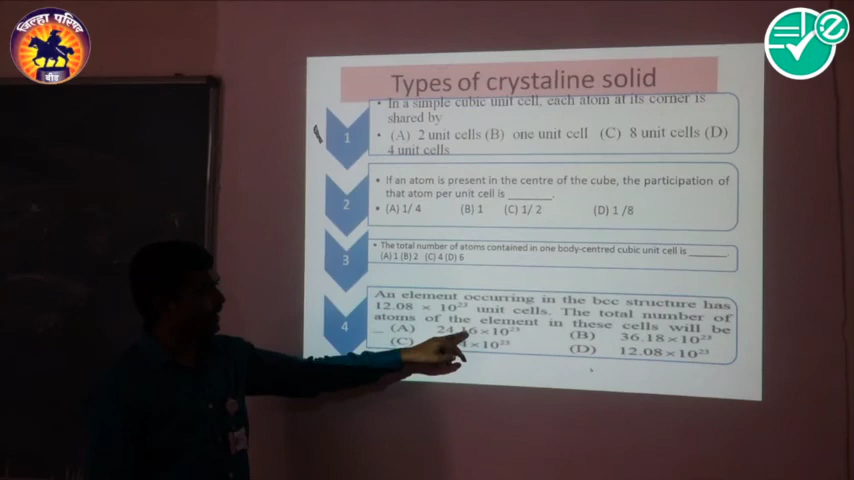 जिल्हा परिषद
बीड
Types of crystaline solid
1
• In a simple cubic unit cell, each atom at its corner is
shared by
• (A) 2 unit cells (B) one unit cell (C) 8 unit cells (D)
4 unit cells
2
• If an atom is present in the centre of the cube, the participation of
that atom per unit cell is ________.
• (A) 1/ 4 (B) 1 (C) 1/ 2 (D) 1 /8
3
• The total number of atoms contained in one body-centred cubic unit cell is ________.
(A) 1 (B) 2 (C) 4 (D) 6
4
An element occurring in the bcc structure has
12.08 × 10²³ unit cells. The total number of
atoms of the element in these cells will be
_ (A) 24.16×10²³ (B) 36.18×10²³
(C) 4×10²³ (D) 12.08×10²³